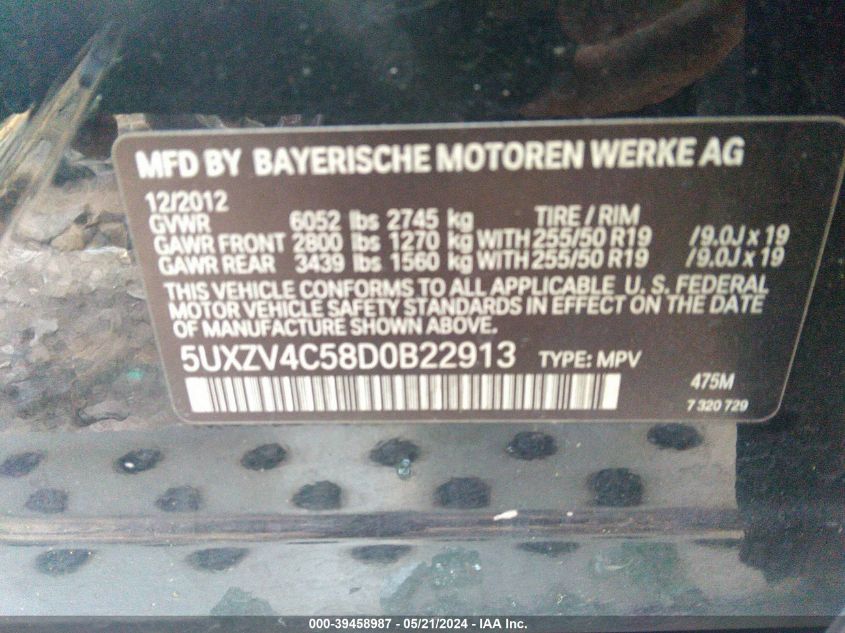 MFD BY BAYERISCHE MOTOREN WERKE AG
12/2012
GVWR 6052 lbs 2745 kg TIRE / RIM
GAWR FRONT 2800 lbs 1270 kg WITH 255/50 R19 /9.0J x 19
GAWR REAR 3439 lbs 1560 kg WITH 255/50 R19 /9.0J x 19
THIS VEHICLE CONFORMS TO ALL APPLICABLE U. S. FEDERAL
MOTOR VEHICLE SAFETY STANDARDS IN EFFECT ON THE DATE
OF MANUFACTURE SHOWN ABOVE.
5UXZV4C58D0B22913 TYPE: MPV
475M
7 320 729
000-39458987 - 05/21/2024 - IAA Inc.